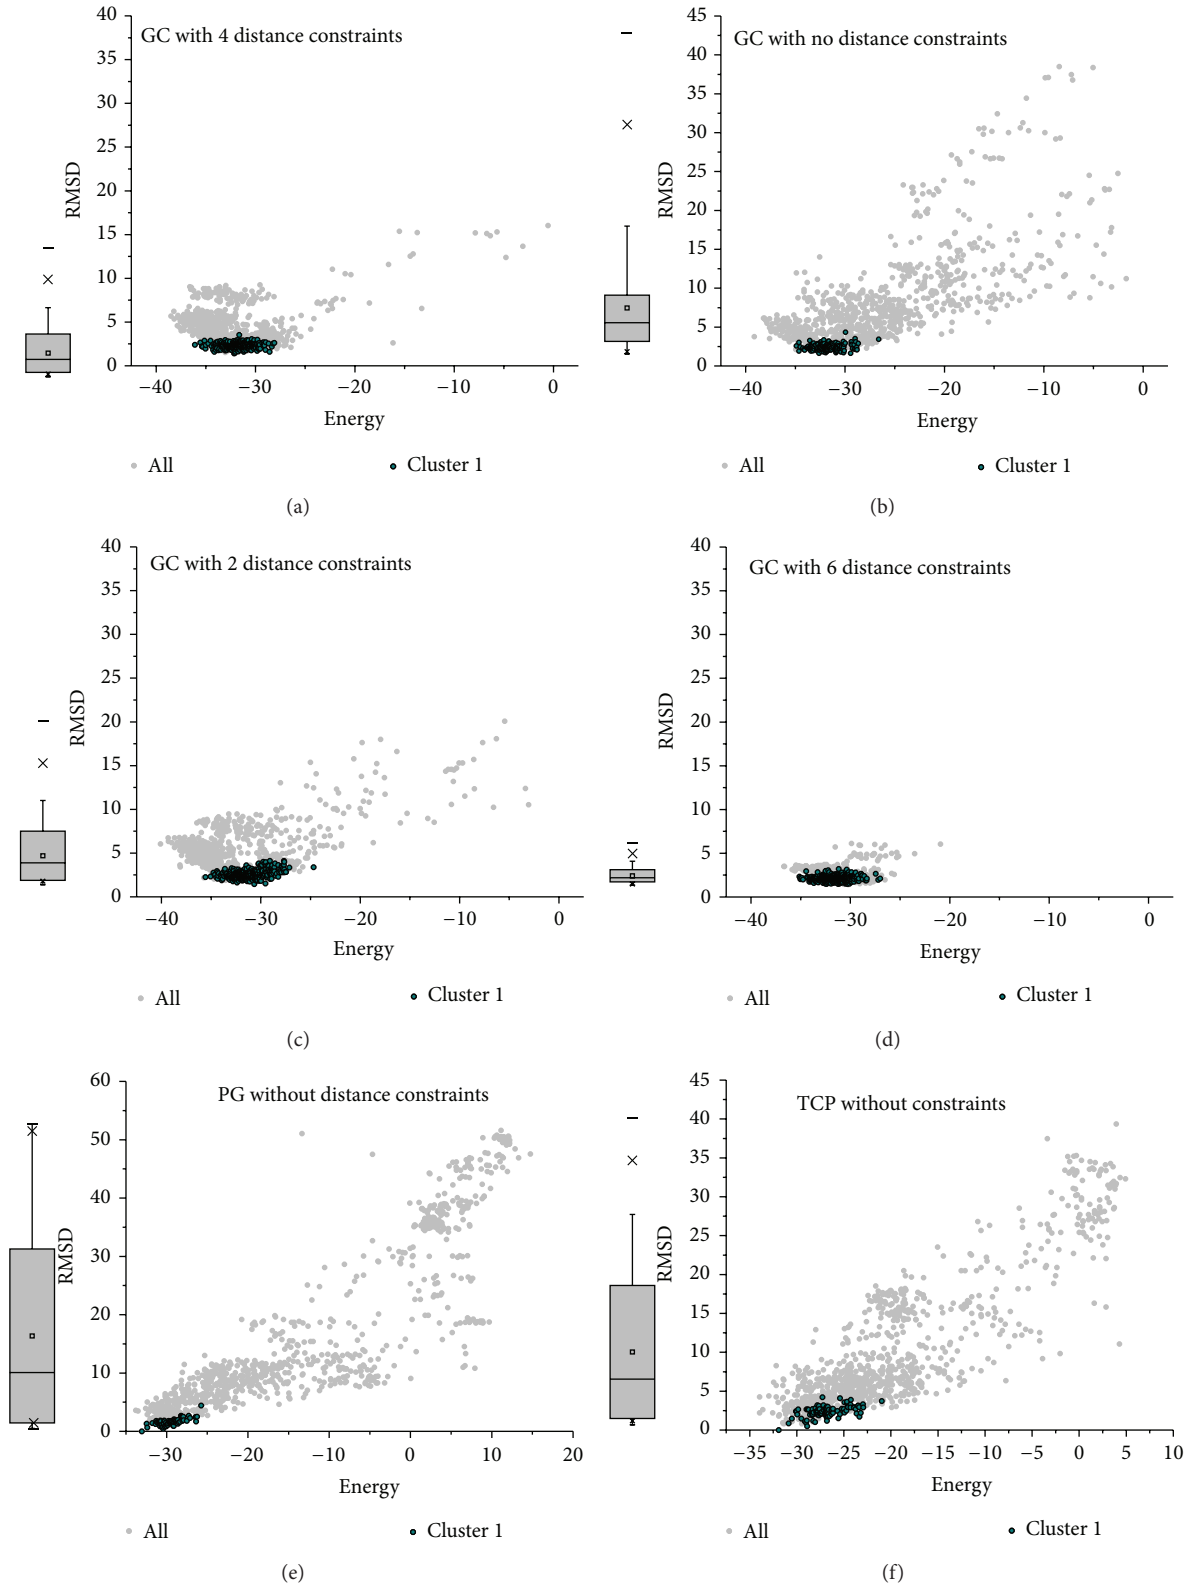 GC with 4 distance constraints
40
35
30
25
20
15
10
5
0
RMSD
−40 −30 −20 −10 0
Energy
All Cluster 1
(a)
GC with no distance constraints
45
40
35
30
25
20
15
10
5
0
RMSD
−40 −30 −20 −10 0
Energy
All Cluster 1
(b)
GC with 2 distance constraints
40
35
30
25
20
15
10
5
0
RMSD
−40 −30 −20 −10 0
Energy
All Cluster 1
(c)
GC with 6 distance constraints
40
35
30
25
20
15
10
5
0
RMSD
−40 −30 −20 −10 0
Energy
All Cluster 1
(d)
PG without distance constraints
60
50
40
30
20
10
0
RMSD
−30 −20 −10 0 10 20
Energy
All Cluster 1
(e)
TCP without constraints
45
40
35
30
25
20
15
10
5
0
RMSD
−35 −30 −25 −20 −15 −10 −5 0 5 10
Energy
All Cluster 1
(f)